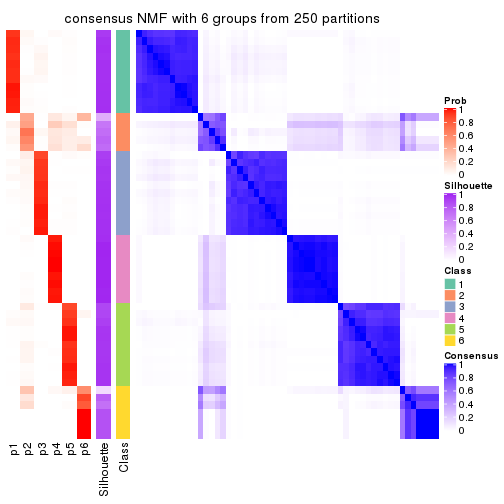 consensus NMF with 6 groups from 250 partitions
Prob
1
0.8
0.6
0.4
0.2
0
Silhouette
1
0.8
0.6
0.4
0.2
0
Class
1
2
3
4
5
6
Consensus
1
0.8
0.6
0.4
0.2
0
p1
p2
p3
p4
p5
p6
Silhouette
Class